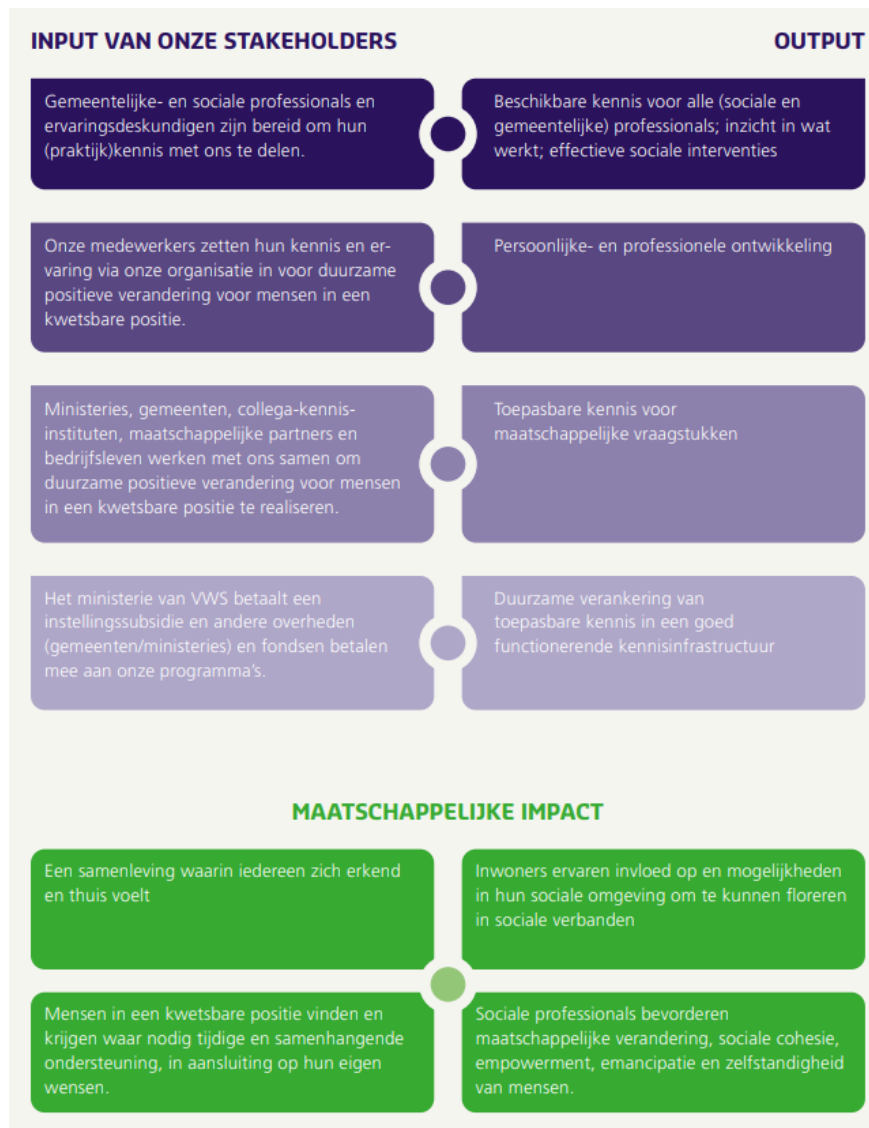 INPUT VAN ONZE STAKEHOLDERS
OUTPUT
Gemeentelijke- en sociale professionals en
ervaringsdeskundigen zijn bereid om hun
(praktijk)kennis met ons te delen.
Beschikbare kennis voor alle (sociale en
gemeentelijke) professionals; inzicht in wat
werkt; effectieve sociale interventies
Onze medewerkers zetten hun kennis en er-
varing via onze organisatie in voor duurzame
positieve verandering voor mensen in een
kwetsbare positie.
Persoonlijke- en professionele ontwikkeling
Ministeries, gemeenten, collega-kennis-
instituten, maatschappelijke partners en
bedrijfsleven werken met ons samen om
duurzame positieve verandering voor mensen
in een kwetsbare positie te realiseren.
Toepasbare kennis voor
maatschappelijke vraagstukken
Het ministerie van VWS betaalt een
instellingssubsidie en andere overheden
(gemeenten/ministeries) en fondsen betalen
mee aan onze programma's.
Duurzame verankering van
toepasbare kennis in een goed
functionerende kennisinfrastructuur
MAATSCHAPPELIJKE IMPACT
Een samenleving waarin iedereen zich erkend
en thuis voelt
Inwoners ervaren invloed op en mogelijkheden
in hun sociale omgeving om te kunnen floreren
in sociale verbanden
Mensen in een kwetsbare positie vinden en
krijgen waar nodig tijdige en samenhangende
ondersteuning, in aansluiting op hun eigen
wensen.
Sociale professionals bevorderen
maatschappelijke verandering, sociale cohesie,
empowerment, emancipatie en zelfstandigheid
van mensen.